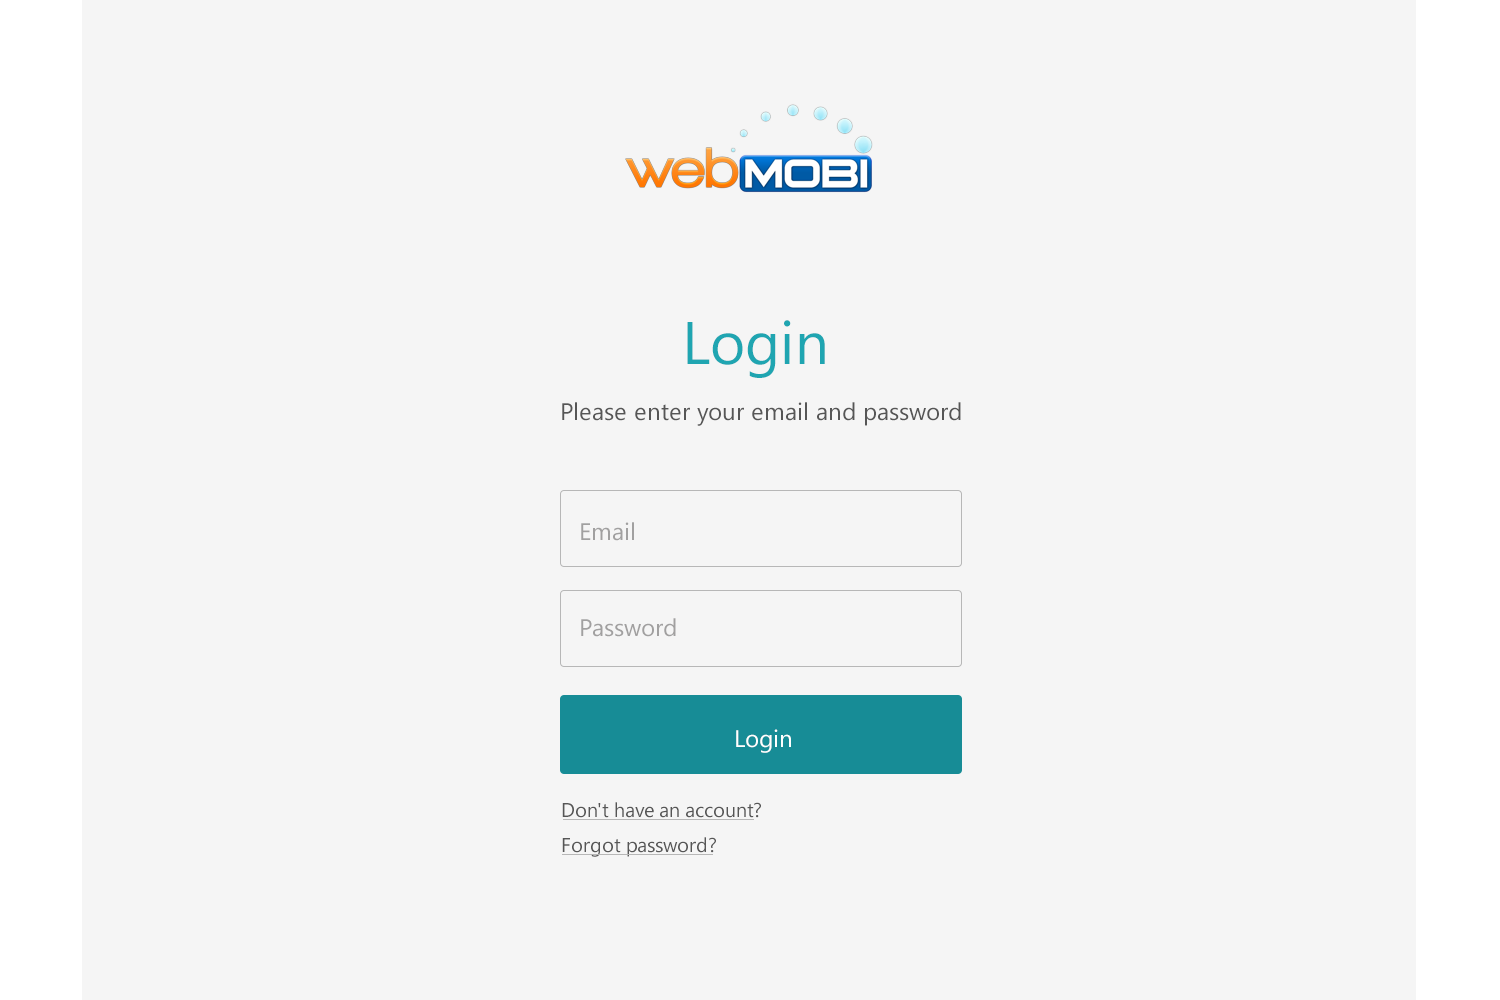 webMOBI
Login
Please enter your email and password
Email
Password
Login
Don't have an account?
Forgot password?